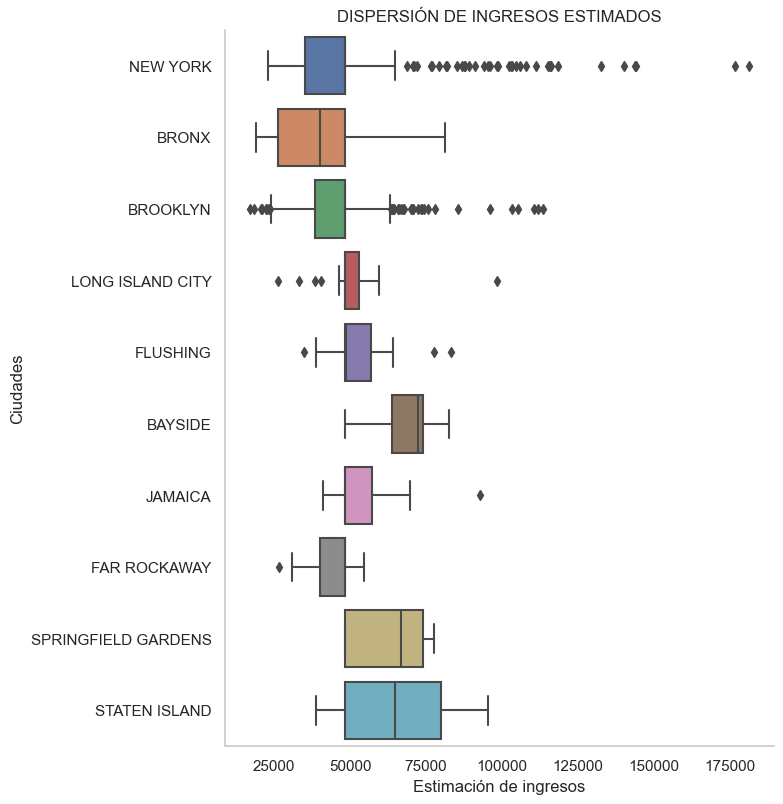 DISPERSIÓN DE INGRESOS ESTIMADOS
NEW YORK
BRONX
BROOKLYN
LONG ISLAND CITY
FLUSHING
BAYSIDE
JAMAICA
FAR ROCKAWAY
SPRINGFIELD GARDENS
STATEN ISLAND
Ciudades
25000 50000 75000 100000 125000 150000 175000
Estimación de ingresos